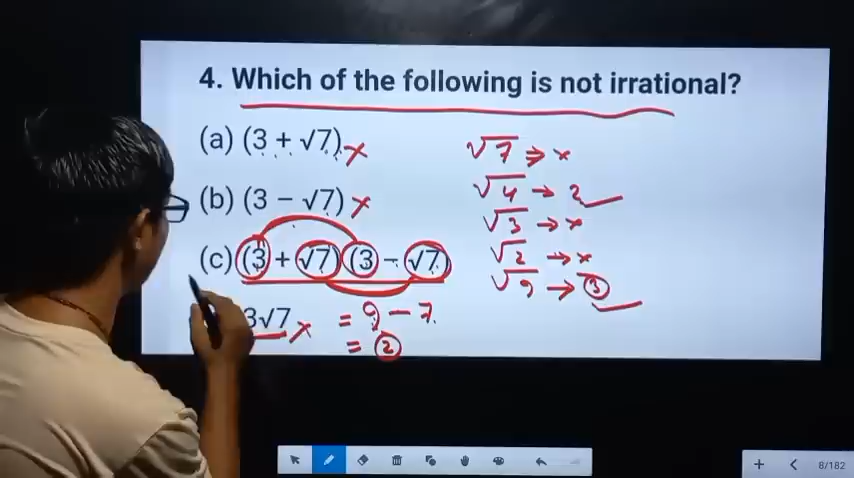 4. Which of the following is not irrational?
(a) (3 + √7) ×
(b) (3 − √7) ×
(c) (3 + √7) (3 − √7)
3√7 × = 9 − 7
= 2
√7 ⇒ ×
√4 → 2
√3 → ×
√2 → ×
√9 → 3
8/182